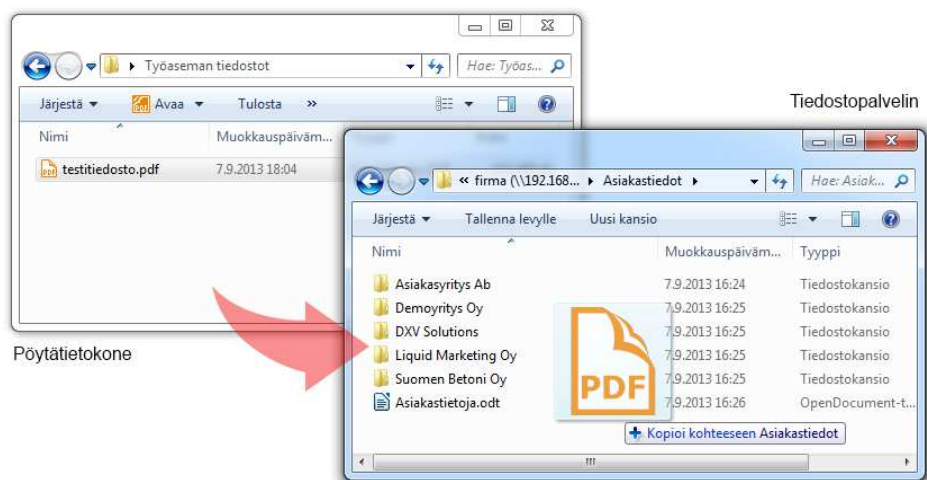 Työaseman tiedostot
Hae: Työas...
Järjestä
Avaa
Tulosta
»
Nimi
Muokkauspäiväm...
testitiedosto.pdf
7.9.2013 18:04
Pöytätietokone
Tiedostopalvelin
« firma (\\192.168... Asiakastiedot
Hae: Asiak...
Järjestä
Tallenna levylle
Uusi kansio
Nimi
Muokkauspäiväm...
Tyyppi
Asiakasyritys Ab
7.9.2013 16:24
Tiedostokansio
Demoyritys Oy
7.9.2013 16:25
Tiedostokansio
DXV Solutions
7.9.2013 16:25
Tiedostokansio
Liquid Marketing Oy
7.9.2013 16:25
Tiedostokansio
Suomen Betoni Oy
7.9.2013 16:25
Tiedostokansio
Asiakastietoja.odt
7.9.2013 16:26
OpenDocument-t...
PDF
Kopioi kohteeseen Asiakastiedot